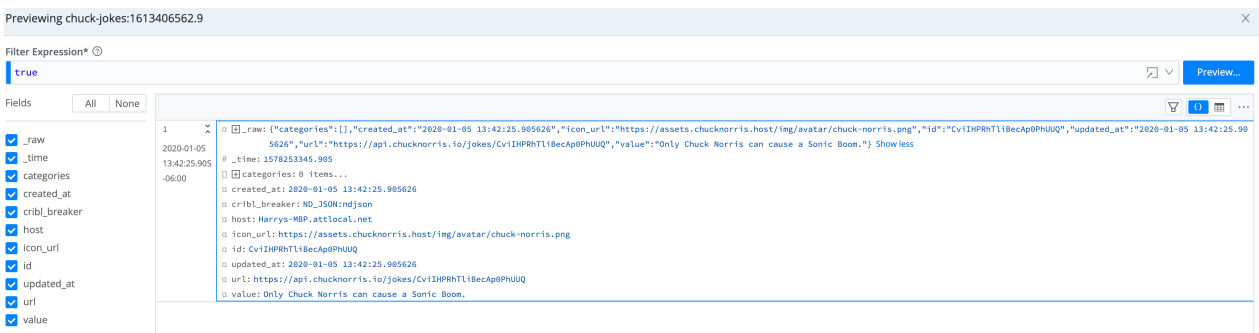 Previewing chuck-jokes:1613406562.9
Filter Expression*
true
Preview...
Fields
All
None
_raw
_time
categories
created_at
cribl_breaker
host
icon_url
id
updated_at
url
value
1
2020-01-05
13:42:25.905
-06:00
α _raw: {"categories":[],"created_at":"2020-01-05 13:42:25.905626","icon_url":"https://assets.chucknorris.host/img/avatar/chuck-norris.png","id":"CviIHPRhTliBecAp0PhUUQ","updated_at":"2020-01-05 13:42:25.90
5626","url":"https://api.chucknorris.io/jokes/CviIHPRhTliBecAp0PhUUQ","value":"Only Chuck Norris can cause a Sonic Boom."} Show less
# _time: 1578253345.905
[] categories: 0 items...
α created_at: 2020-01-05 13:42:25.905626
α cribl_breaker: ND_JSON:ndjson
α host: Harrys-MBP.attlocal.net
α icon_url: https://assets.chucknorris.host/img/avatar/chuck-norris.png
α id: CviIHPRhTliBecAp0PhUUQ
α updated_at: 2020-01-05 13:42:25.905626
α url: https://api.chucknorris.io/jokes/CviIHPRhTliBecAp0PhUUQ
α value: Only Chuck Norris can cause a Sonic Boom.